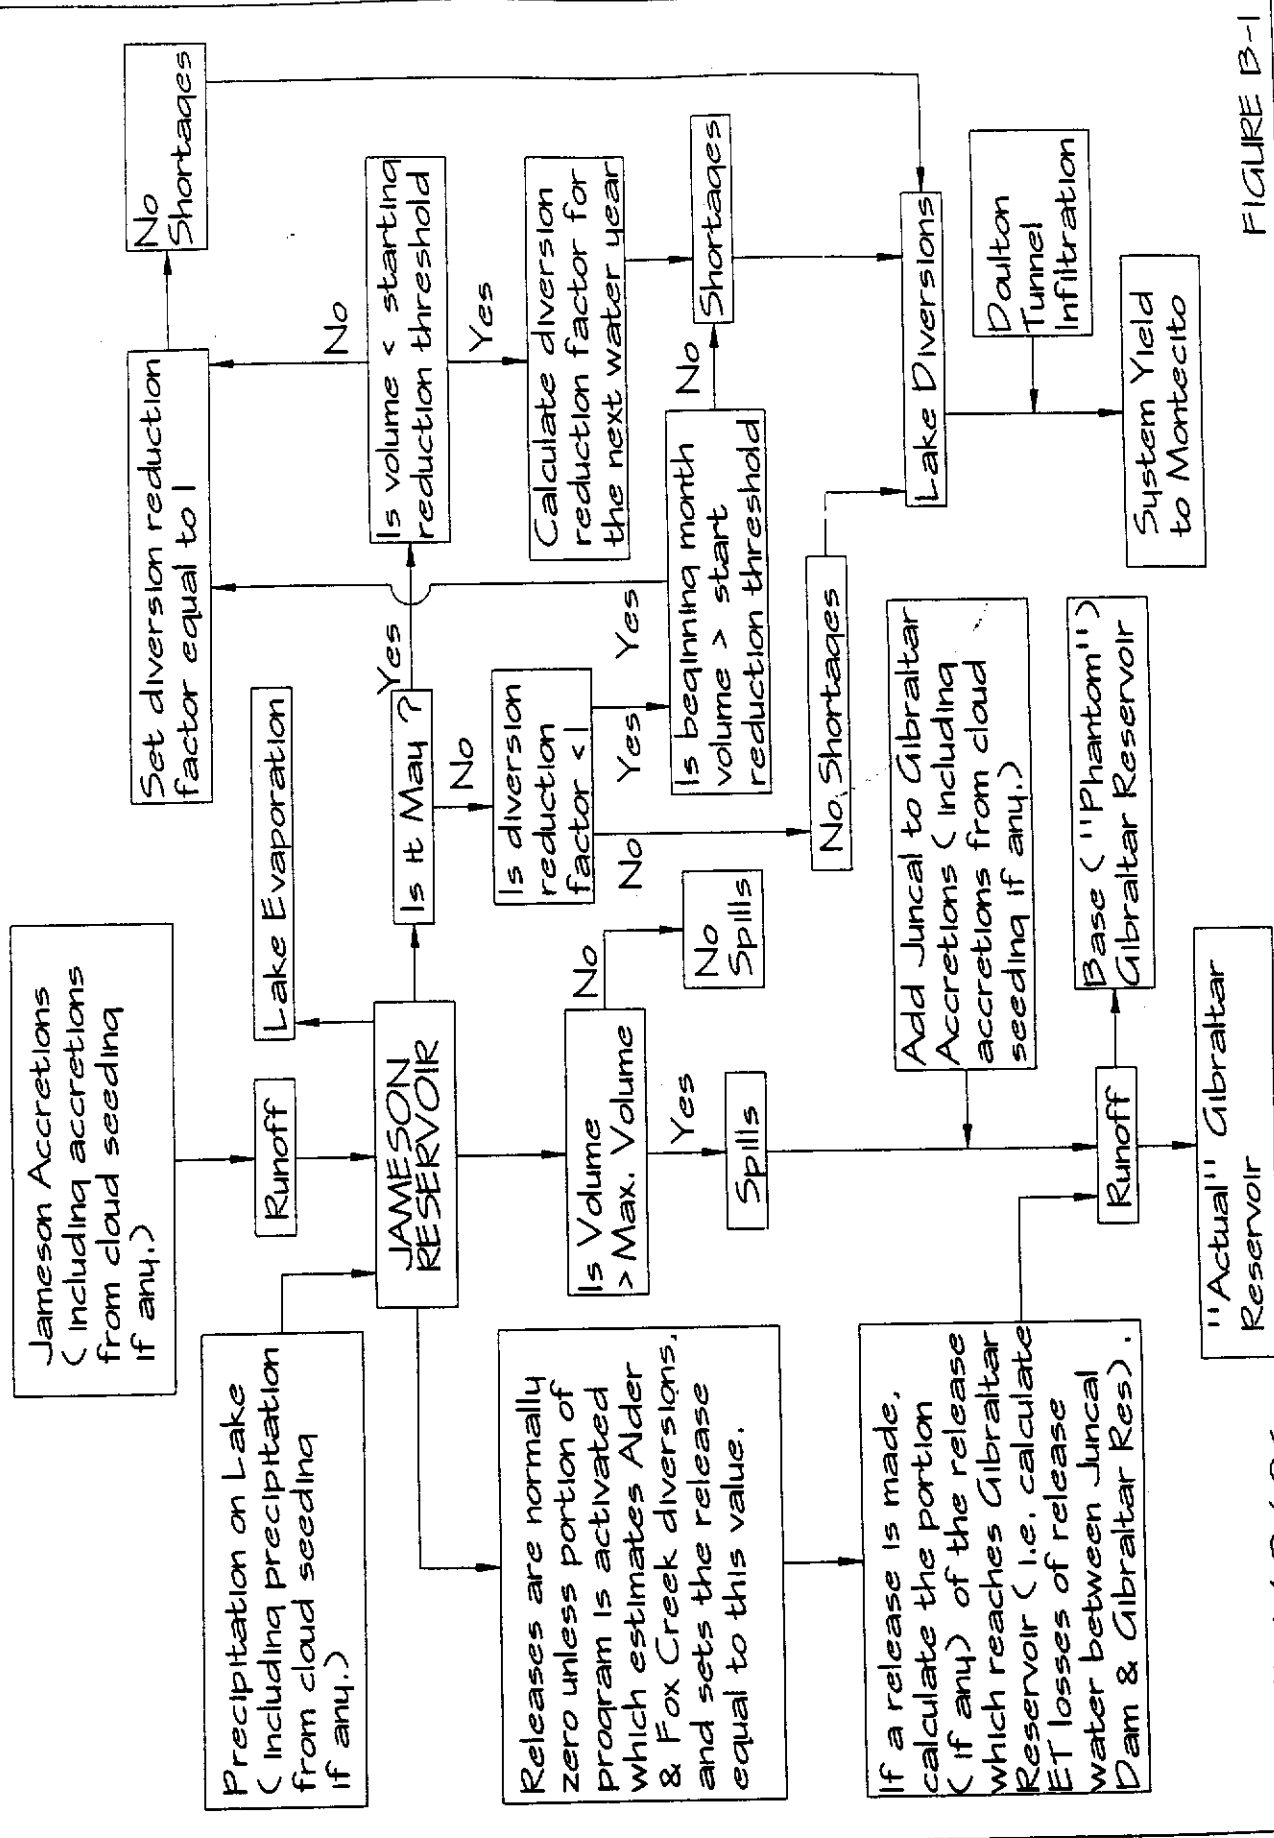 Jameson Accretions
( Including accretions
from cloud seeding
If any.)
Precipitation on Lake
( Including precipitation
from cloud seeding
If any.)
Runoff
Lake Evaporation
JAMESON
RESERVOIR
Set diversion reduction
factor equal to 1
No
Shortages
Is It May ?
Yes
No
Is volume < starting
reduction threshold
No
Yes
Is diversion
reduction
factor <1
Yes
No
Calculate diversion
reduction factor for
the next water year
Is beginning month
volume > start
reduction threshold
Yes
No
Shortages
No Shortages
Lake Diversions
Doulton
Tunnel
Infiltration
System Yield
to Montecito
Releases are normally
zero unless portion of
program is activated
which estimates Alder
& Fox Creek diversions,
and sets the release
equal to this value.
Is Volume
> Max. Volume
No
Yes
No
Spills
Spills
Add Juncal to Gibraltar
Accretions ( Including
accretions from cloud
seeding if any.)
If a release is made,
calculate the portion
( If any) of the release
which reaches Gibraltar
Reservoir ( i.e. calculate
ET losses of release
water between Juncal
Dam & Gibraltar Res) .
Runoff
Base ( "Phantom")
Gibraltar Reservoir
"Actual" Gibraltar
Reservoir
FIGURE B-1